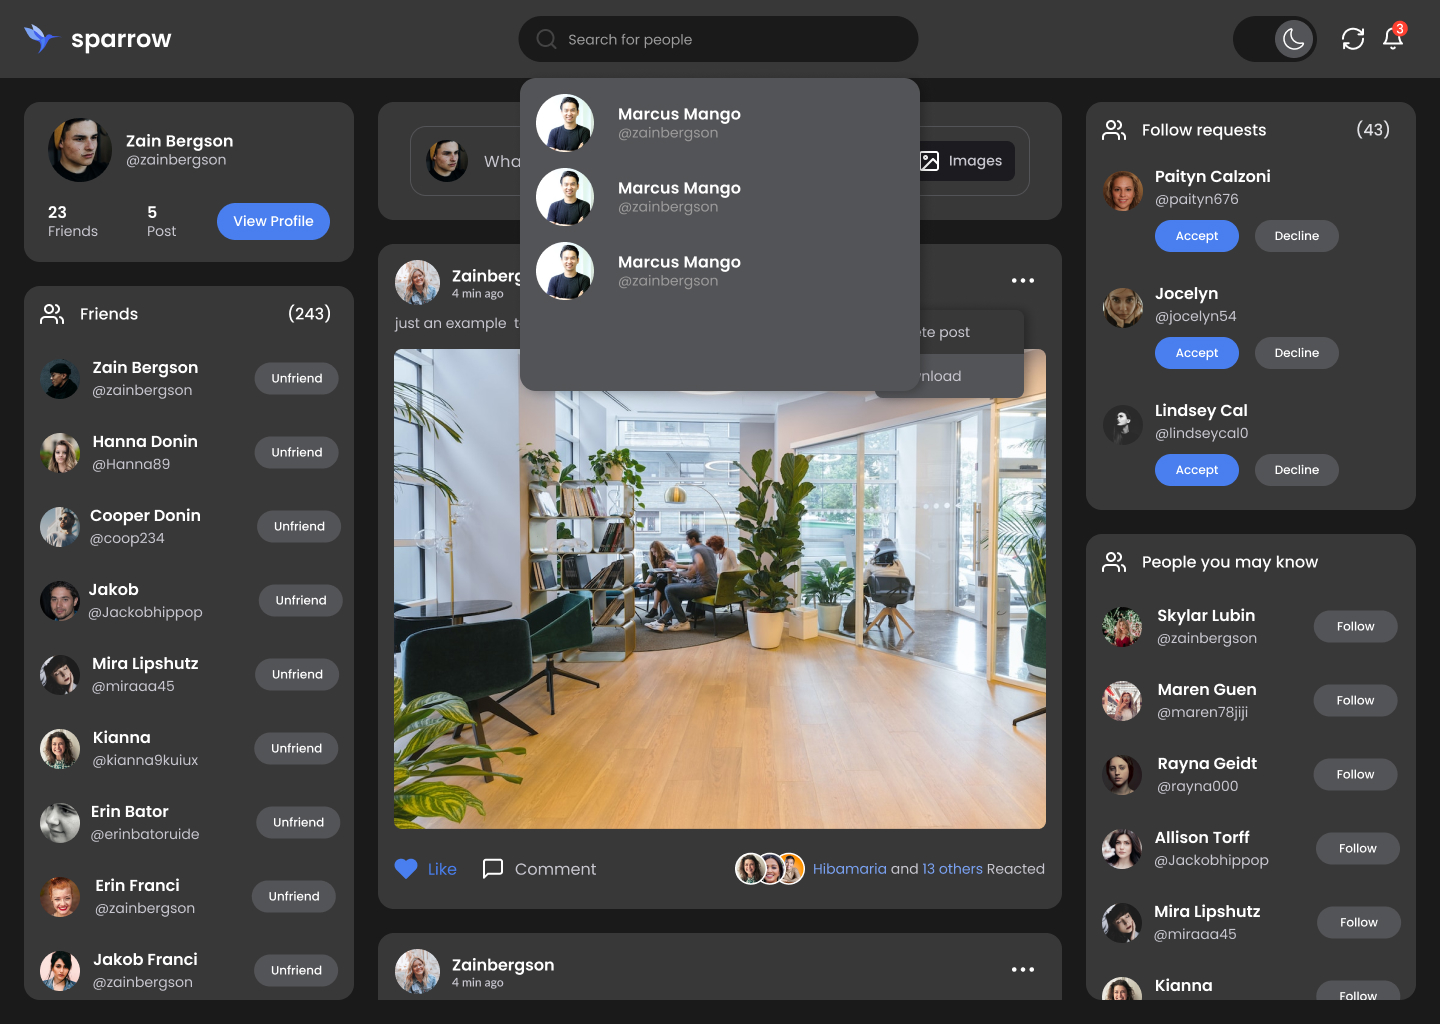 sparrow
Search for people
3
Zain Bergson
@zainbergson
23
Friends
5
Post
View Profile
Friends
(243)
Zain Bergson
@zainbergson
Unfriend
Hanna Donin
@Hanna89
Unfriend
Cooper Donin
@coop234
Unfriend
Jakob
@Jackobhippop
Unfriend
Mira Lipshutz
@miraaa45
Unfriend
Kianna
@kianna9kuiux
Unfriend
Erin Bator
@erinbatoruide
Unfriend
Erin Franci
@zainbergson
Unfriend
Jakob Franci
@zainbergson
Unfriend
Marcus Mango
@zainbergson
Marcus Mango
@zainbergson
Marcus Mango
@zainbergson
Wha
Images
Zainberg
4 min ago
just an example t
te post
nload
Like
Comment
Hibamaria and 13 others Reacted
Zainbergson
4 min ago
Follow requests
(43)
Paityn Calzoni
@paityn676
Accept
Decline
Jocelyn
@jocelyn54
Accept
Decline
Lindsey Cal
@lindseycal0
Accept
Decline
People you may know
Skylar Lubin
@zainbergson
Follow
Maren Guen
@maren78jiji
Follow
Rayna Geidt
@rayna000
Follow
Allison Torff
@Jackobhippop
Follow
Mira Lipshutz
@miraaa45
Follow
Kianna
Follow